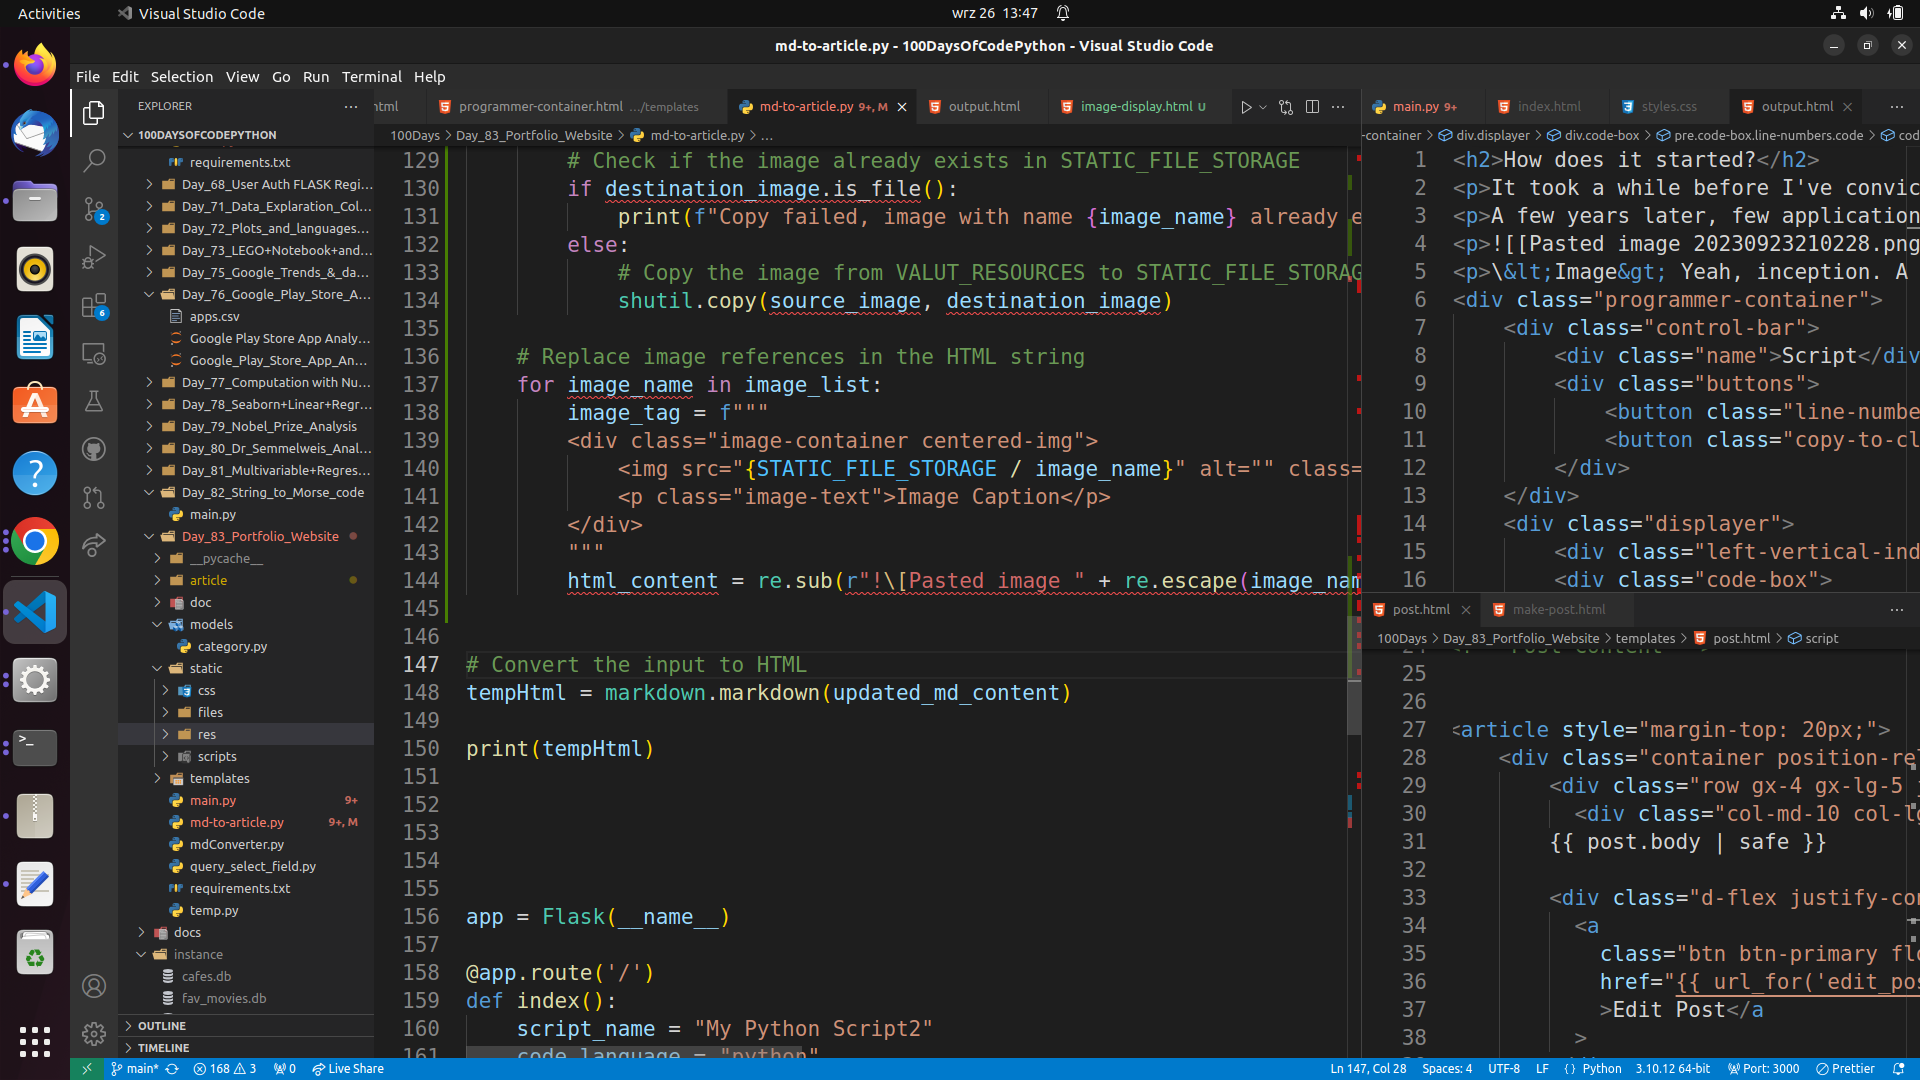 Activities
Visual Studio Code
wrz 26 13:47
md-to-article.py - 100DaysOfCodePython - Visual Studio Code
File Edit Selection View Go Run Terminal Help
EXPLORER
100DAYSOFCODEPYTHON
requirements.txt
Day_68_User Auth FLASK Regi...
Day_71_Data_Explaration_Col...
Day_72_Plots_and_languages...
Day_73_LEGO+Notebook+and...
Day_75_Google_Trends_&_da...
Day_76_Google_Play_Store_A...
apps.csv
Google Play Store App Analy...
Google_Play_Store_App_An...
Day_77_Computation with Nu...
Day_78_Seaborn+Linear+Regr...
Day_79_Nobel_Prize_Analysis
Day_80_Dr_Semmelweis_Anal...
Day_81_Multivariable+Regres...
Day_82_String_to_Morse_code
main.py
Day_83_Portfolio_Website
__pycache__
article
doc
models
category.py
static
css
files
res
scripts
templates
main.py 9+
md-to-article.py 9+, M
mdConverter.py
query_select_field.py
requirements.txt
temp.py
docs
instance
cafes.db
fav_movies.db
OUTLINE
TIMELINE
2
6
html
programmer-container.html .../templates
md-to-article.py 9+, M
output.html
image-display.html U
100Days > Day_83_Portfolio_Website > md-to-article.py > ...
129 # Check if the image already exists in STATIC_FILE_STORAGE
130 if destination_image.is_file():
131 print(f"Copy failed, image with name {image_name} already e
132 else:
133 # Copy the image from VALUT_RESOURCES to STATIC_FILE_STORAG
134 shutil.copy(source_image, destination_image)
135
136 # Replace image references in the HTML string
137 for image_name in image_list:
138 image_tag = f"""
139 <div class="image-container centered-img">
140 <img src="{STATIC_FILE_STORAGE / image_name}" alt="" class=
141 <p class="image-text">Image Caption</p>
142 </div>
143 """
144 html_content = re.sub(r"!\[Pasted image " + re.escape(image_nam
145
146
147 # Convert the input to HTML
148 tempHtml = markdown.markdown(updated_md_content)
149
150 print(tempHtml)
151
152
153
154
155
156 app = Flask(__name__)
157
158 @app.route('/')
159 def index():
160 script_name = "My Python Script2"
161 code_language = "python"
main.py 9+
index.html
styles.css
output.html
-container > div.displayer > div.code-box > pre.code-box.line-numbers.code > cod
1 <h2>How does it started?</h2>
2 <p>It took a while before I've convic
3 <p>A few years later, few application
4 <p>![[Pasted image 20230923210228.png
5 <p>\&lt;Image&gt; Yeah, inception. A
6 <div class="programmer-container">
7 <div class="control-bar">
8 <div class="name">Script</div
9 <div class="buttons">
10 <button class="line-numbe
11 <button class="copy-to-cl
12 </div>
13 </div>
14 <div class="displayer">
15 <div class="left-vertical-ind
16 <div class="code-box">
post.html
make-post.html
100Days > Day_83_Portfolio_Website > templates > post.html > script
25
26
27 <article style="margin-top: 20px;">
28 <div class="container position-rel
29 <div class="row gx-4 gx-lg-5 j
30 <div class="col-md-10 col-lg
31 {{ post.body | safe }}
32
33 <div class="d-flex justify-con
34 <a
35 class="btn btn-primary flo
36 href="{{ url_for('edit_pos
37 >Edit Post</a
38 >
main* 168 3 0 Live Share
Ln 147, Col 28 Spaces: 4 UTF-8 LF {} Python 3.10.12 64-bit Port: 3000 Prettier